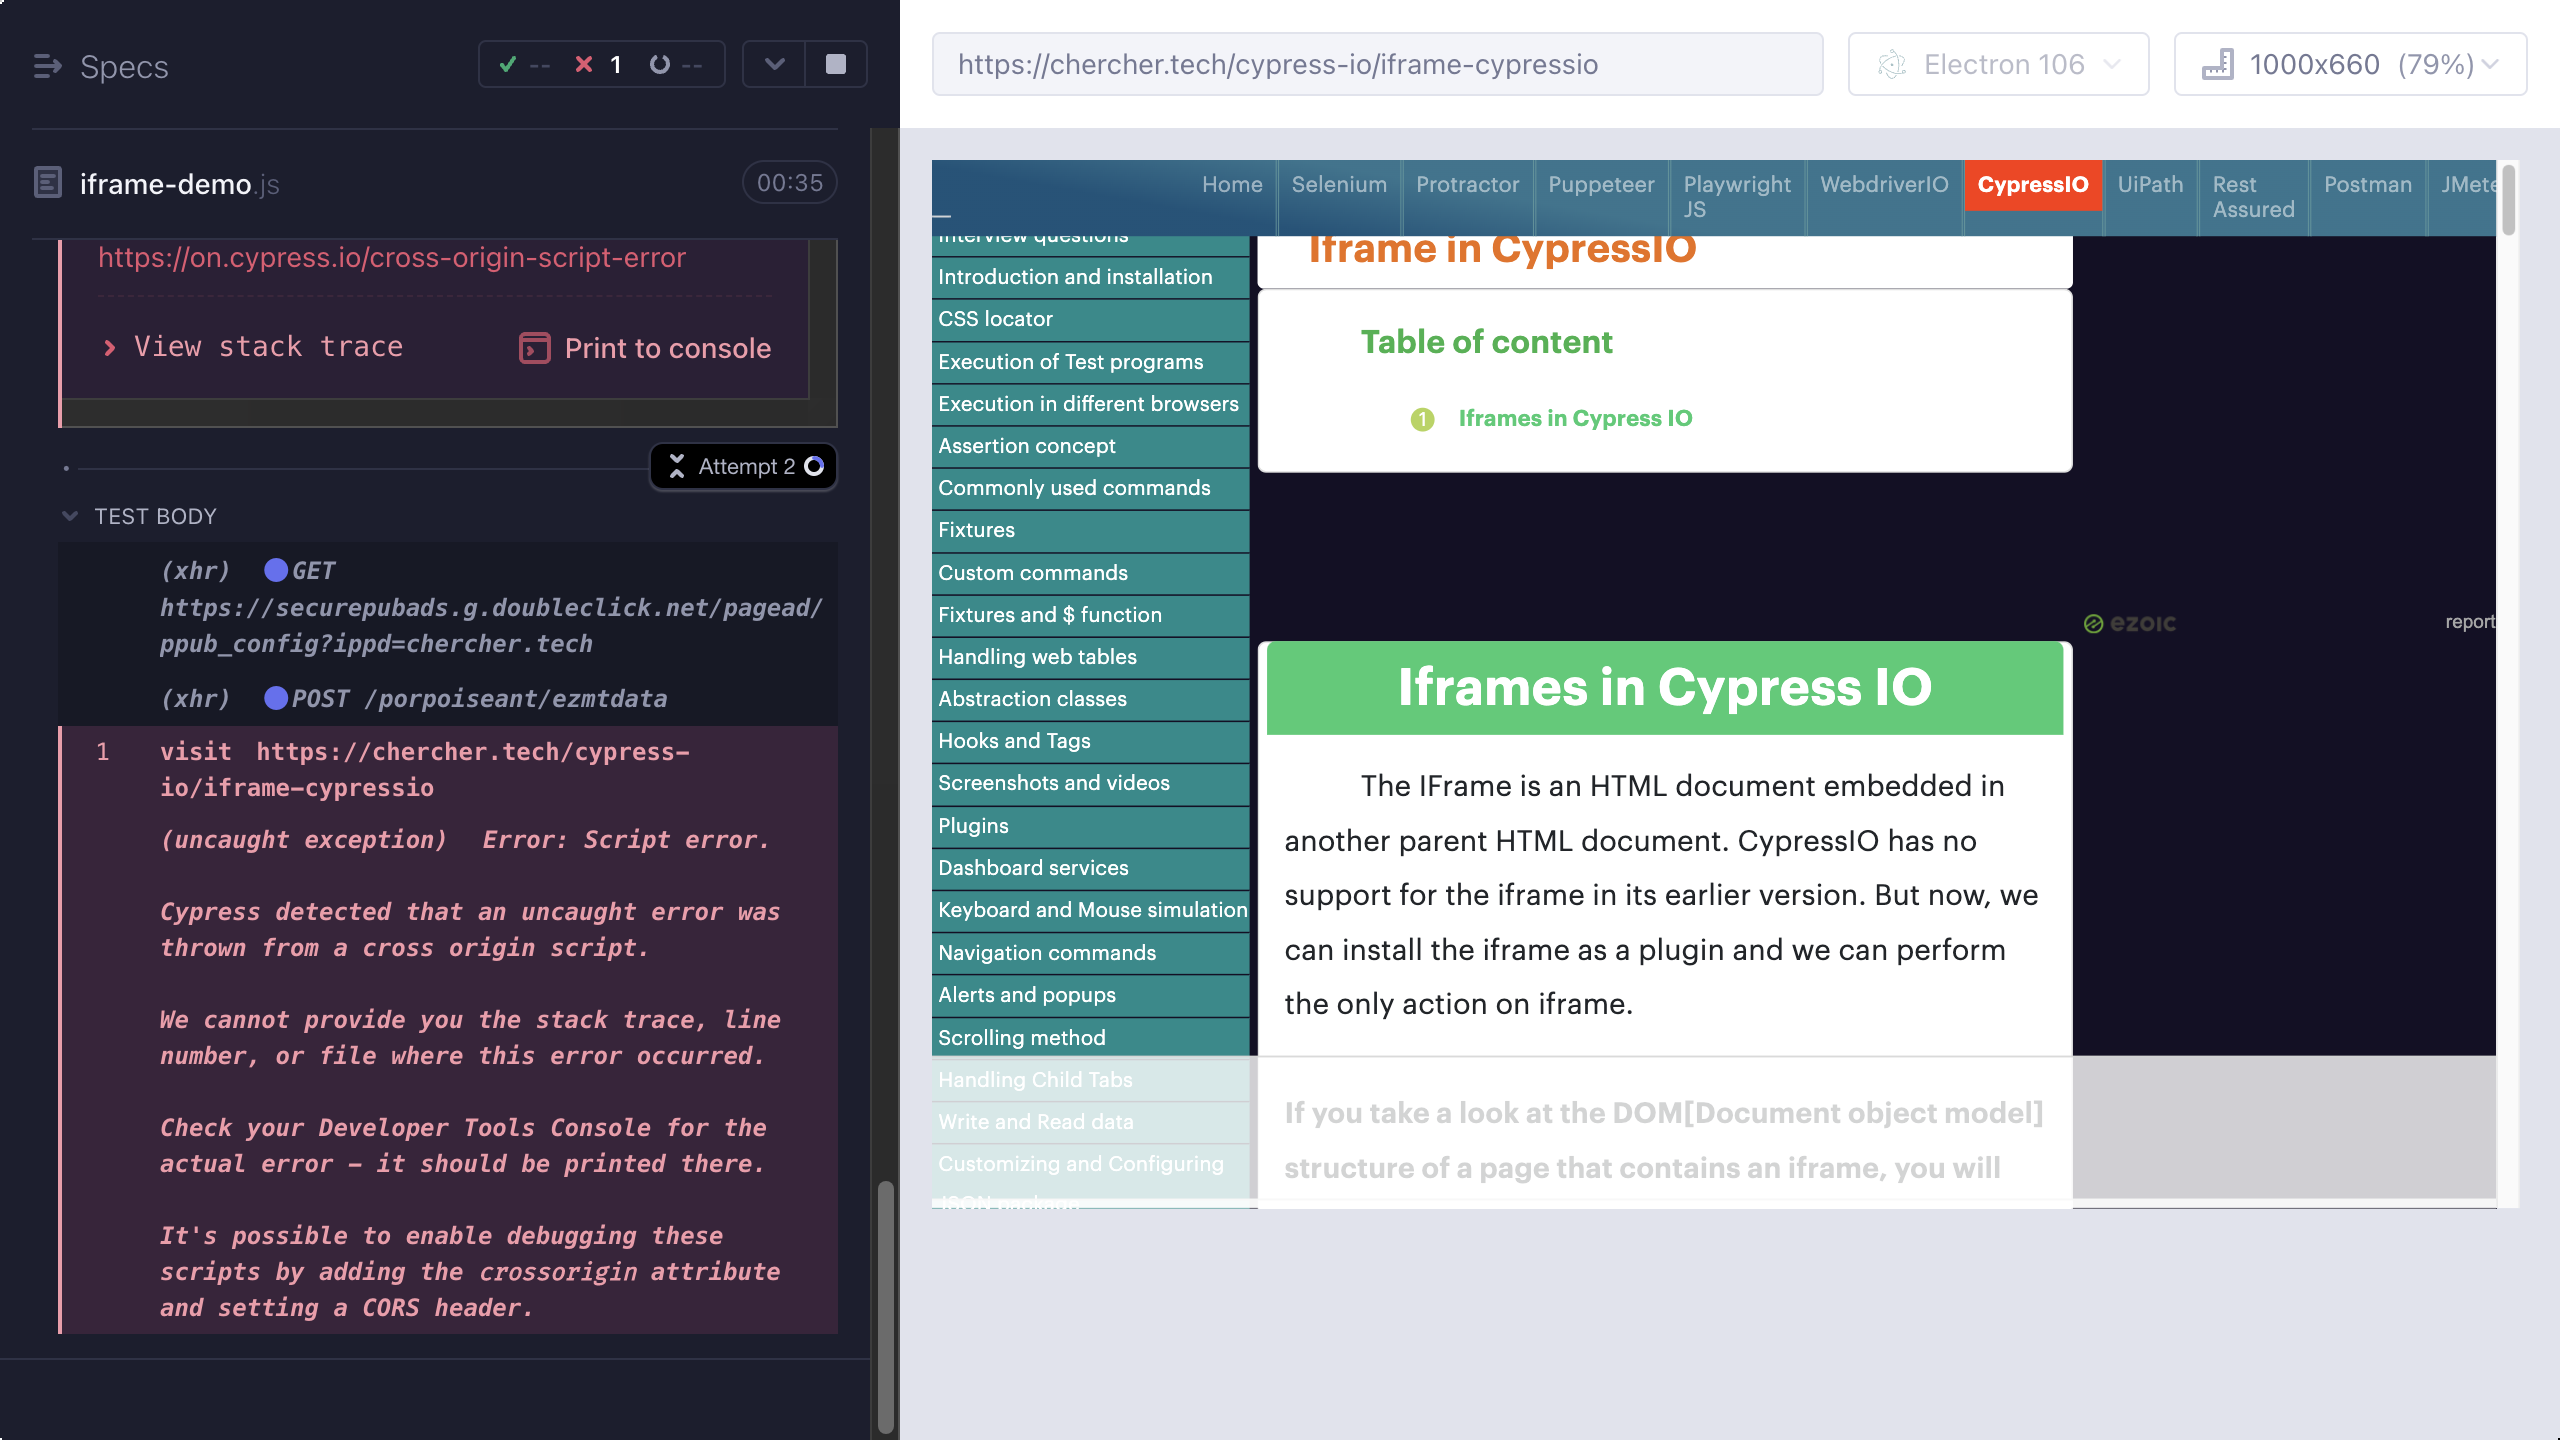 Specs
-- 1 --
iframe-demo.js
00:35
https://on.cypress.io/cross-origin-script-error
View stack trace
Print to console
Attempt 2
TEST BODY
(xhr) GET
https://securepubads.g.doubleclick.net/pagead/
ppub_config?ippd=chercher.tech
(xhr) POST /porpoiseant/ezmtdata
1 visit https://chercher.tech/cypress-
io/iframe-cypressio
(uncaught exception) Error: Script error.
Cypress detected that an uncaught error was
thrown from a cross origin script.
We cannot provide you the stack trace, line
number, or file where this error occurred.
Check your Developer Tools Console for the
actual error – it should be printed there.
It's possible to enable debugging these
scripts by adding the crossorigin attribute
and setting a CORS header.
https://chercher.tech/cypress-io/iframe-cypressio
Electron 106
1000x660 (79%)
Home
Selenium
Protractor
Puppeteer
Playwright
JS
WebdriverIO
CypressIO
UiPath
Rest
Assured
Postman
JMete
Interview questions
Introduction and installation
CSS locator
Execution of Test programs
Execution in different browsers
Assertion concept
Commonly used commands
Fixtures
Custom commands
Fixtures and $ function
Handling web tables
Abstraction classes
Hooks and Tags
Screenshots and videos
Plugins
Dashboard services
Keyboard and Mouse simulation
Navigation commands
Alerts and popups
Scrolling method
Handling Child Tabs
Write and Read data
Customizing and Configuring
Iframe in CypressIO
Table of content
1 Iframes in Cypress IO
ezoic
report
Iframes in Cypress IO
The IFrame is an HTML document embedded in
another parent HTML document. CypressIO has no
support for the iframe in its earlier version. But now, we
can install the iframe as a plugin and we can perform
the only action on iframe.
If you take a look at the DOM[Document object model]
structure of a page that contains an iframe, you will